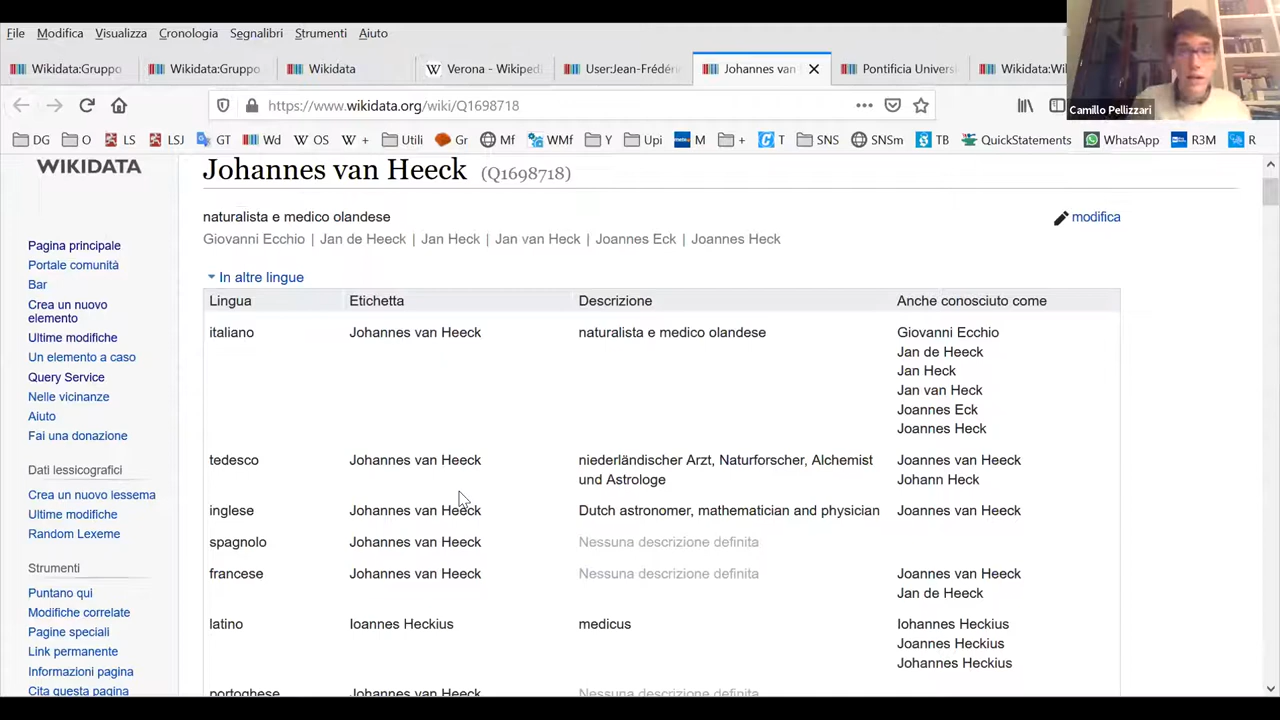 File Modifica Visualizza Cronologia Segnalibri Strumenti Aiuto
Wikidata:Gruppo Wikidata:Gruppo Wikidata Verona - Wikiped User:Jean-Frédéri Johannes van Pontificia Univers Wikidata:Wi
https://www.wikidata.org/wiki/Q1698718
Camillo Pellizzari
DG O LS LSJ GT Wd OS + Utili Gr Mf WMf Y Upi M + T SNS SNSm TB QuickStatements WhatsApp R3M R
WIKIDATA
Johannes van Heeck (Q1698718)
naturalista e medico olandese
modifica
Giovanni Ecchio | Jan de Heeck | Jan Heck | Jan van Heck | Joannes Eck | Joannes Heck
Pagina principale
Portale comunità
Bar
Crea un nuovo
elemento
Ultime modifiche
Un elemento a caso
Query Service
Nelle vicinanze
Aiuto
Fai una donazione
Dati lessicografici
Crea un nuovo lessema
Ultime modifiche
Random Lexeme
Strumenti
Puntano qui
Modifiche correlate
Pagine speciali
Link permanente
Informazioni pagina
Cita questa pagina
In altre lingue
Lingua Etichetta Descrizione Anche conosciuto come
italiano Johannes van Heeck naturalista e medico olandese Giovanni Ecchio
Jan de Heeck
Jan Heck
Jan van Heck
Joannes Eck
Joannes Heck
tedesco Johannes van Heeck niederländischer Arzt, Naturforscher, Alchemist Joannes van Heeck
und Astrologe Johann Heck
inglese Johannes van Heeck Dutch astronomer, mathematician and physician Joannes van Heeck
spagnolo Johannes van Heeck Nessuna descrizione definita
francese Johannes van Heeck Nessuna descrizione definita Joannes van Heeck
Jan de Heeck
latino Ioannes Heckius medicus Iohannes Heckius
Joannes Heckius
Johannes Heckius
portoghese Johannes van Heeck Nessuna descrizione definita